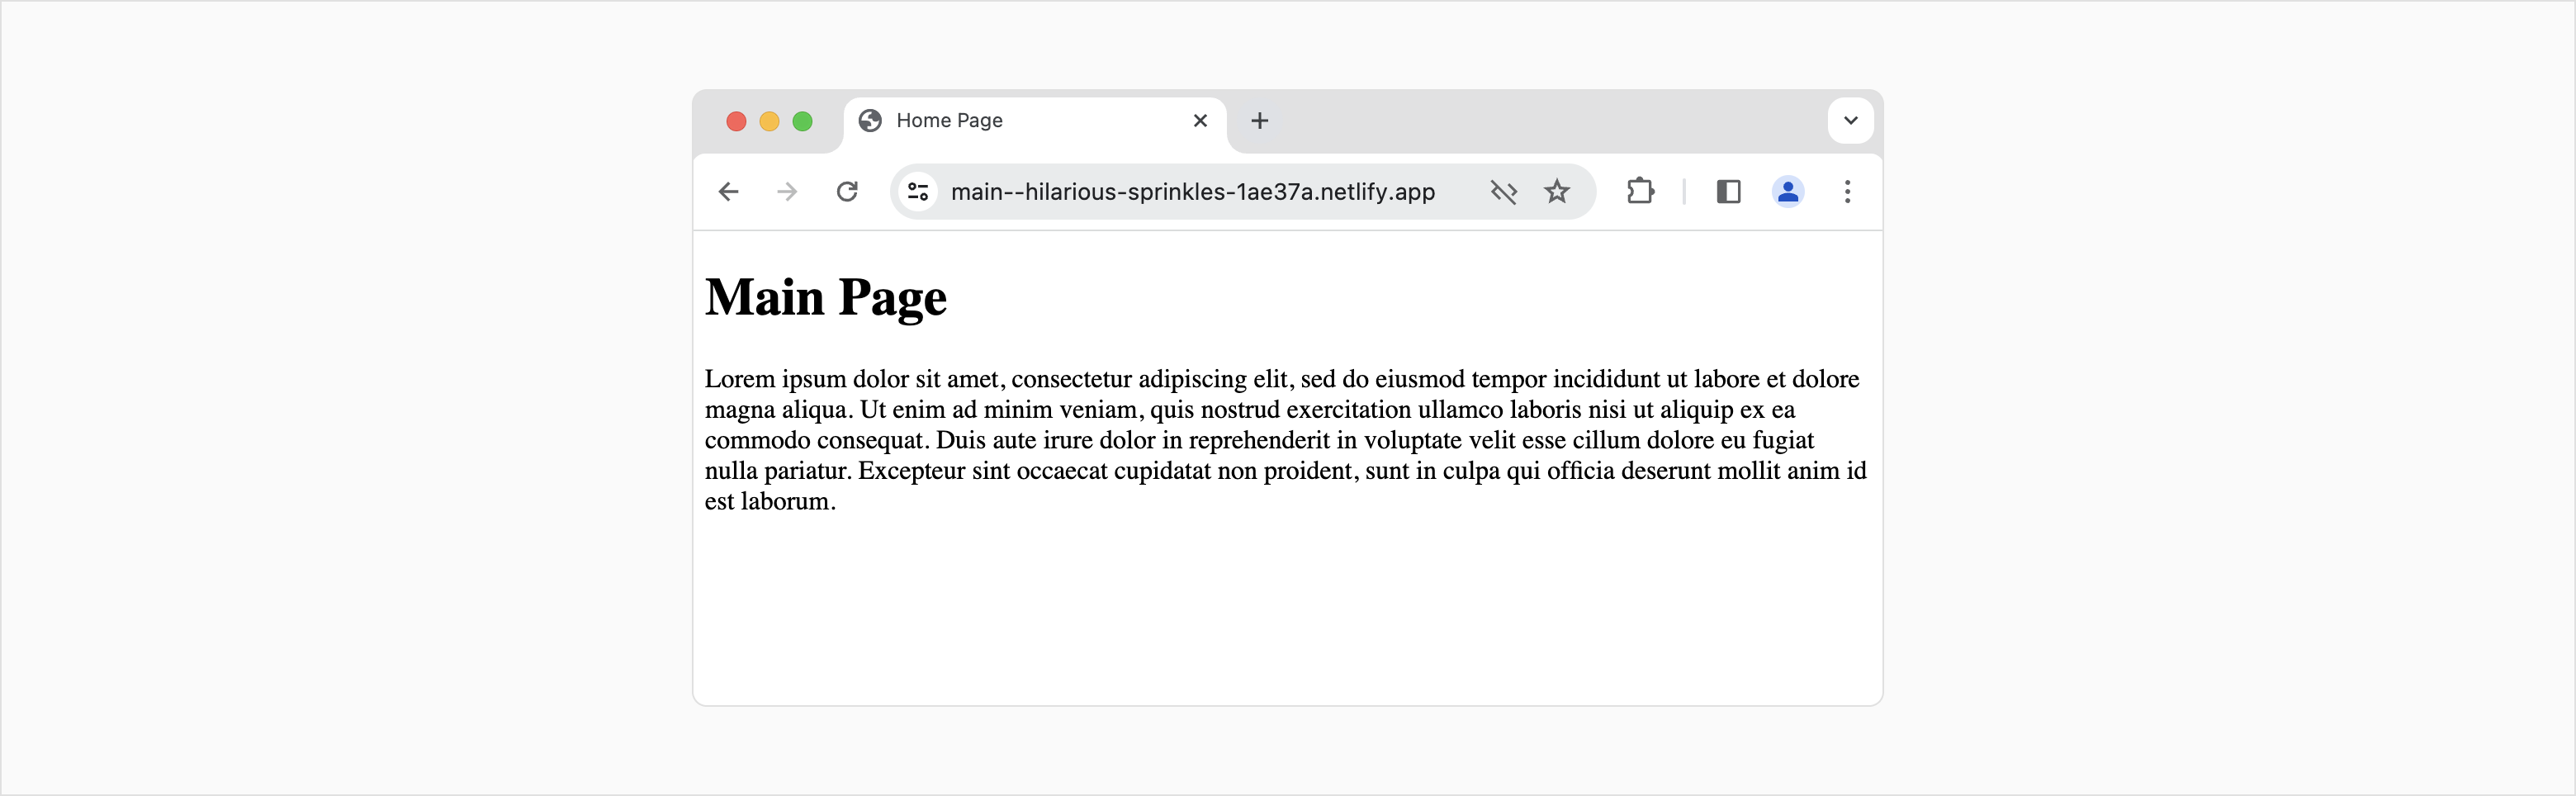 Home Page
main--hilarious-sprinkles-1ae37a.netlify.app
Main Page
Lorem ipsum dolor sit amet, consectetur adipiscing elit, sed do eiusmod tempor incididunt ut labore et dolore
magna aliqua. Ut enim ad minim veniam, quis nostrud exercitation ullamco laboris nisi ut aliquip ex ea
commodo consequat. Duis aute irure dolor in reprehenderit in voluptate velit esse cillum dolore eu fugiat
nulla pariatur. Excepteur sint occaecat cupidatat non proident, sunt in culpa qui officia deserunt mollit anim id
est laborum.